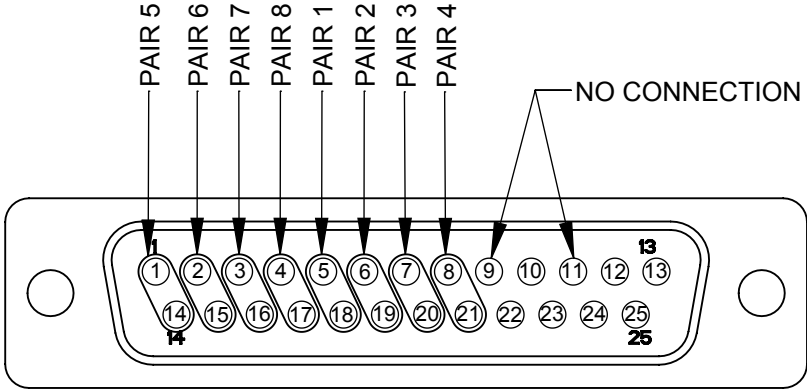 PAIR 5
PAIR 6
PAIR 7
PAIR 8
PAIR 1
PAIR 2
PAIR 3
PAIR 4
NO CONNECTION
1 13
1 2 3 4 5 6 7 8 9 10 11 12 13
14 15 16 17 18 19 20 21 22 23 24 25
14 25